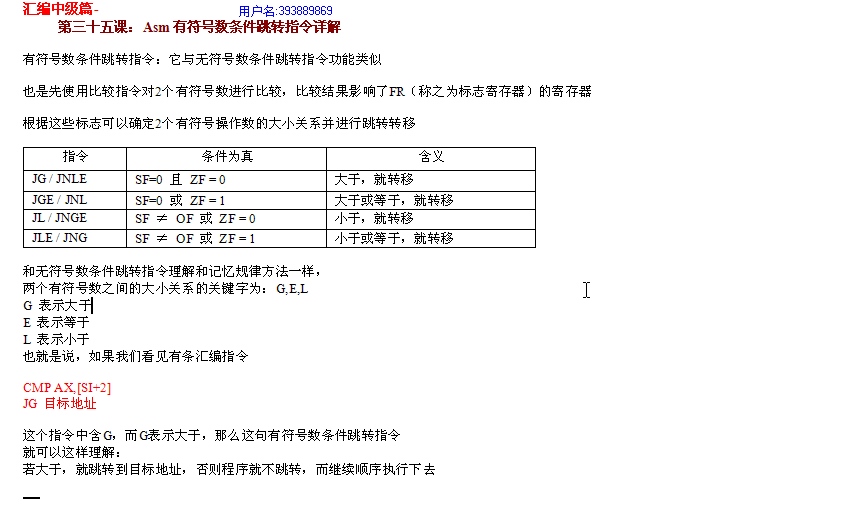 汇编中级篇-
用户名:393889869
第三十五课：Asm 有符号数条件跳转指令详解
有符号数条件跳转指令：它与无符号数条件跳转指令功能类似
也是先使用比较指令对2个有符号数进行比较，比较结果影响了FR（称之为标志寄存器）的寄存器
根据这些标志可以确定2个有符号操作数的大小关系并进行跳转转移
指令 条件为真 含义
JG / JNLE SF=0 且 ZF = 0 大于，就转移
JGE / JNL SF=0 或 ZF = 1 大于或等于，就转移
JL / JNGE SF ≠ OF 或 ZF = 0 小于，就转移
JLE / JNG SF ≠ OF 或 ZF = 1 小于或等于，就转移
和无符号数条件跳转指令理解和记忆规律方法一样，
两个有符号数之间的大小关系的关键字为：G,E,L
G 表示大于
E 表示等于
L 表示小于
也就是说，如果我们看见有条汇编指令
CMP AX,[SI+2]
JG 目标地址
这个指令中含G，而G表示大于，那么这句有符号数条件跳转指令
就可以这样理解：
若大于，就跳转到目标地址，否则程序就不跳转，而继续顺序执行下去